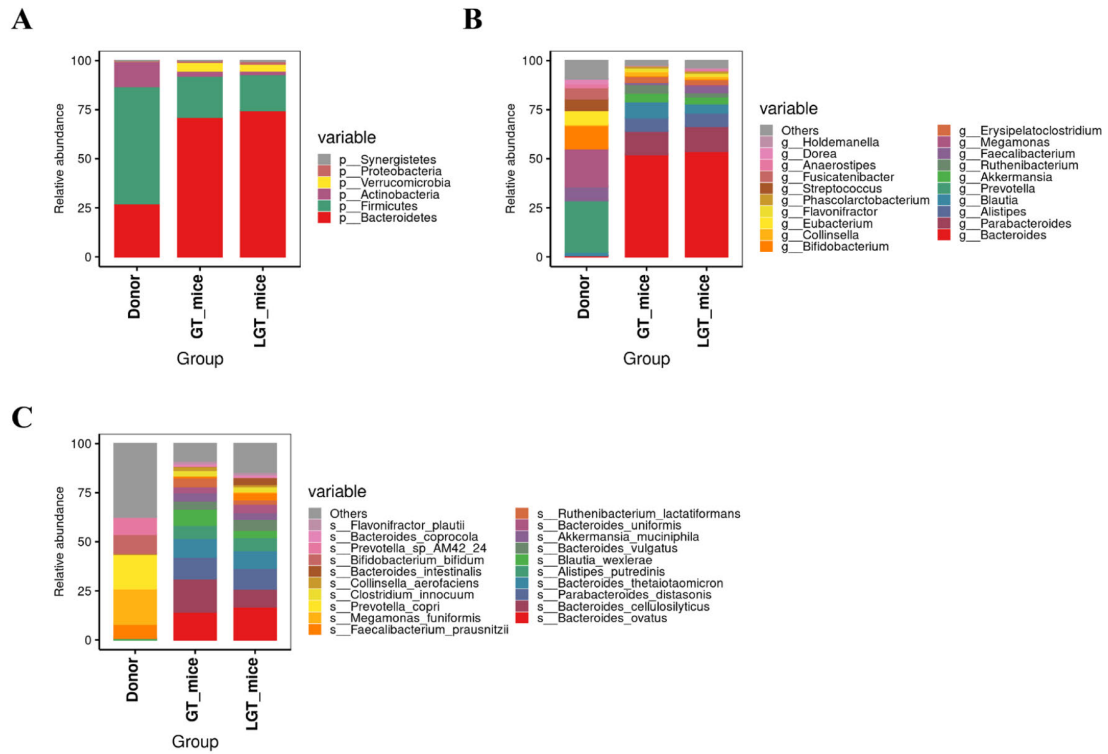 A
Relative abundance
100
75
50
25
0
Donor
GT_mice
LGT_mice
Group
variable
p__Synergistetes
p__Proteobacteria
p__Verrucomicrobia
p__Actinobacteria
p__Firmicutes
p__Bacteroidetes
B
Relative abundance
100
75
50
25
0
Donor
GT_mice
LGT_mice
Group
variable
Others
g__Holdemanella
g__Dorea
g__Anaerostipes
g__Fusicatenibacter
g__Streptococcus
g__Phascolarctobacterium
g__Flavonifractor
g__Eubacterium
g__Collinsella
g__Bifidobacterium
g__Erysipelatoclostridium
g__Megamonas
g__Faecalibacterium
g__Ruthenibacterium
g__Akkermansia
g__Prevotella
g__Blautia
g__Alistipes
g__Parabacteroides
g__Bacteroides
C
Relative abundance
100
75
50
25
0
Donor
GT_mice
LGT_mice
Group
variable
Others
s__Flavonifractor_plautii
s__Bacteroides_coprocola
s__Prevotella_sp_AM42_24
s__Bifidobacterium_bifidum
s__Bacteroides_intestinalis
s__Collinsella_aerofaciens
s__Clostridium_innocuum
s__Prevotella_copri
s__Megamonas_funiformis
s__Faecalibacterium_prausnitzii
s__Ruthenibacterium_lactatiformans
s__Bacteroides_uniformis
s__Akkermansia_muciniphila
s__Bacteroides_vulgatus
s__Blautia_wexlerae
s__Alistipes_putredinis
s__Bacteroides_thetaiotaomicron
s__Parabacteroides_distasonis
s__Bacteroides_cellulosilyticus
s__Bacteroides_ovatus